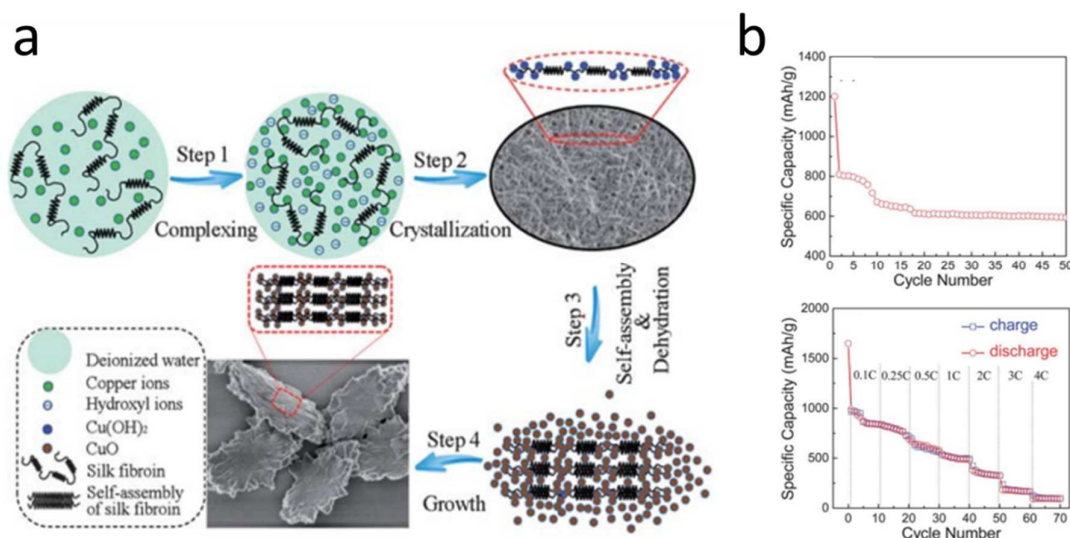 a
Step 1
Complexing
Step 2
Crystallization
Step 3
Self-assembly
&
Dehydration
Step 4
Growth
Deionized water
Copper ions
Hydroxyl ions
Cu(OH)₂
CuO
Silk fibroin
Self-assembly
of silk fibroin
b
Specific Capacity (mAh/g)
1400
1200
1000
800
600
400
0 5 10 15 20 25 30 35 40 45 50
Cycle Number
Specific Capacity (mAh/g)
2000
1500
1000
500
0
charge
discharge
0.1C 0.25C 0.5C 1C 2C 3C 4C
0 10 20 30 40 50 60 70
Cycle Number